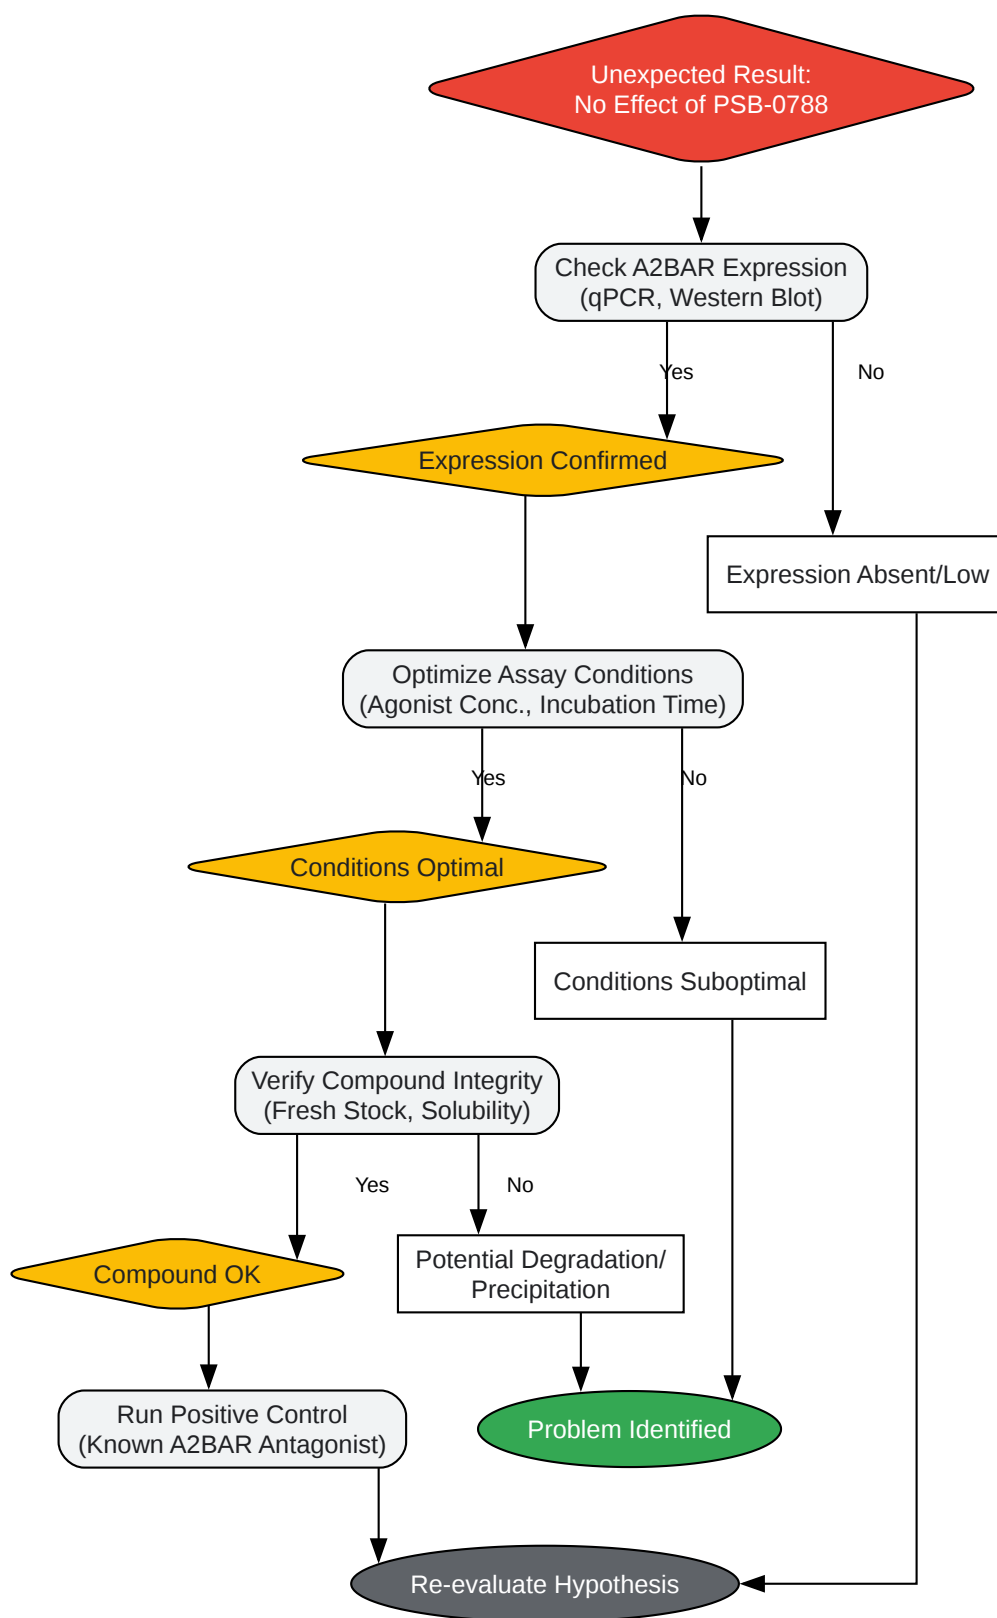 Unexpected Result:
No Effect of PSB-0788
Check A2BAR Expression
(qPCR, Western Blot)
Yes
No
Expression Confirmed
Expression Absent/Low
Optimize Assay Conditions
(Agonist Conc., Incubation Time)
Yes
No
Conditions Optimal
Conditions Suboptimal
Verify Compound Integrity
(Fresh Stock, Solubility)
Yes
No
Compound OK
Potential Degradation/
Precipitation
Run Positive Control
(Known A2BAR Antagonist)
Problem Identified
Re-evaluate Hypothesis